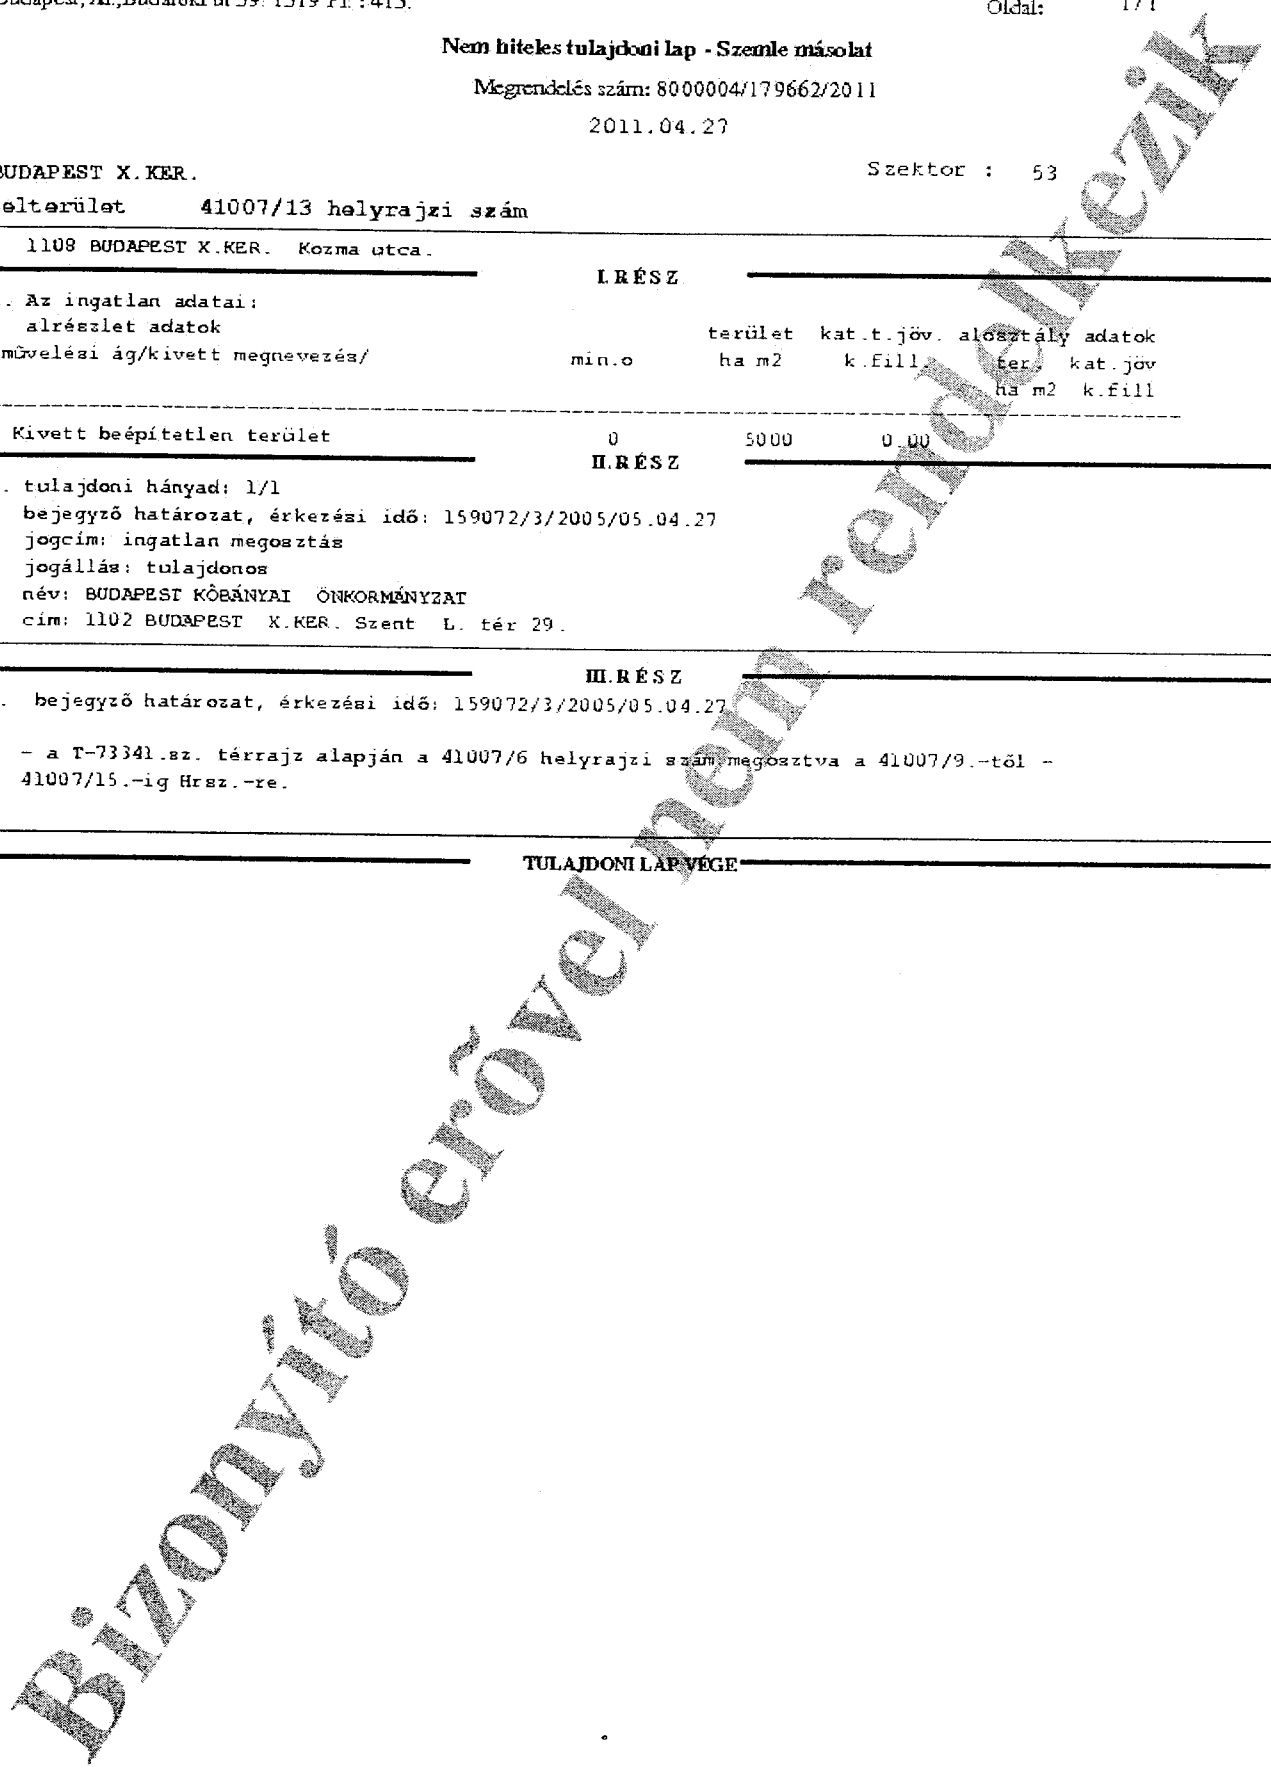 Oldal: 1/1
Nem hiteles tulajdoni lap - Szemle másolat
Megrendelés szám: 8000004/179662/2011
2011.04.27
BUDAPEST X.KER. Szektor : 53
elterület 41007/13 helyrajzi szám
1108 BUDAPEST X.KER. Kozma utca.
I.RÉSZ
. Az ingatlan adatai:
alrészlet adatok terület kat.t.jöv. alosztály adatok
művelési ág/kivett megnevezés/ min.o ha m2 k.fill. ter. kat.jöv
ha m2 k.fill
Kivett beépítetlen terület 0 5000 0.00
II.RÉSZ
. tulajdoni hányad: 1/1
bejegyző határozat, érkezési idő: 159072/3/2005/05.04.27
jogcím: ingatlan megosztás
jogállás: tulajdonos
név: BUDAPEST KÕBÁNYAI ÖNKORMÁNYZAT
cím: 1102 BUDAPEST X.KER. Szent L. tér 29.
III.RÉSZ
. bejegyző határozat, érkezési idő: 159072/3/2005/05.04.27
- a T-73341.sz. térrajz alapján a 41007/6 helyrajzi szám megosztva a 41007/9.-től -
41007/15.-ig Hrsz.-re.
TULAJDONI LAP VÉGE
Bizonyító erõvel nem rendelkezik